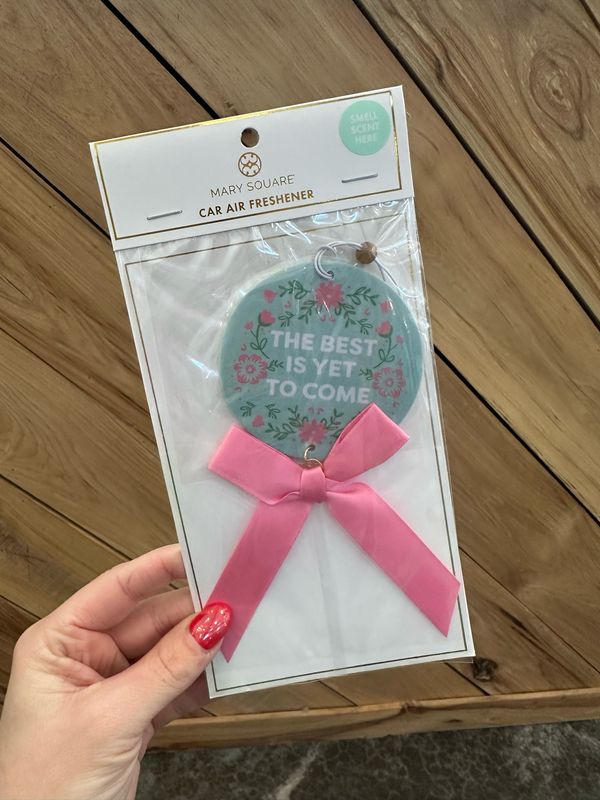 SMELL
SCENT
HERE
MARY SQUARE
CAR AIR FRESHENER
THE BEST
IS YET
TO COME